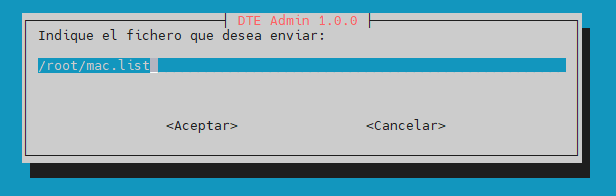 DTE Admin 1.0.0
Indique el fichero que desea enviar:
/root/mac.list
<Aceptar> <Cancelar>